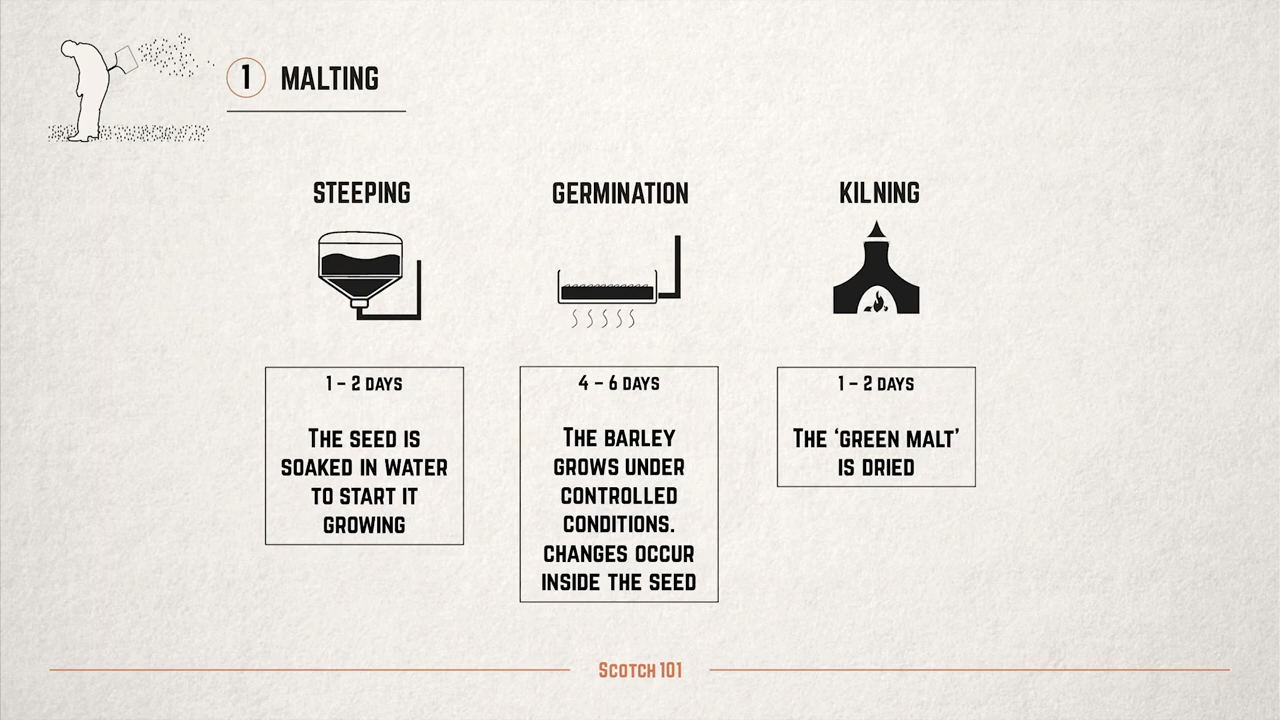 1 MALTING
STEEPING
GERMINATION
KILNING
1 – 2 DAYS
THE SEED IS
SOAKED IN WATER
TO START IT
GROWING
4 – 6 DAYS
THE BARLEY
GROWS UNDER
CONTROLLED
CONDITIONS.
CHANGES OCCUR
INSIDE THE SEED
1 – 2 DAYS
THE ‘GREEN MALT’
IS DRIED
SCOTCH 101